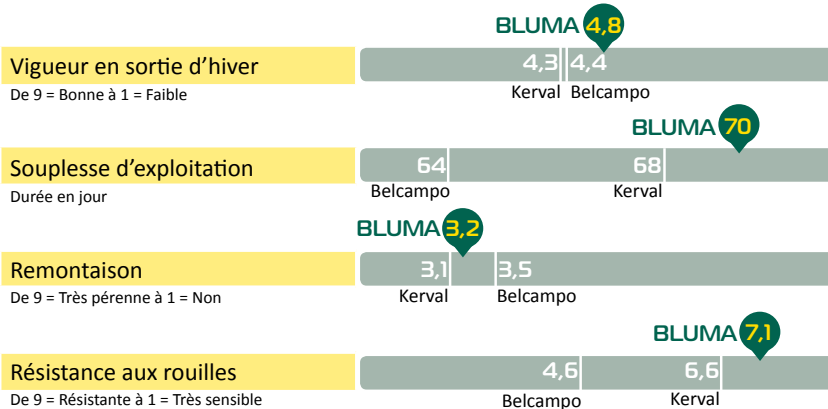 BLUMA 4,8
Vigueur en sortie d'hiver
4,3 4,4
De 9 = Bonne à 1 = Faible
Kerval Belcampo
BLUMA 70
Souplesse d'exploitation
64 68
Durée en jour
Belcampo Kerval
BLUMA 3,2
Remontaison
3,1 3,5
De 9 = Très pérenne à 1 = Non
Kerval Belcampo
BLUMA 7,1
Résistance aux rouilles
4,6 6,6
De 9 = Résistante à 1 = Très sensible
Belcampo Kerval